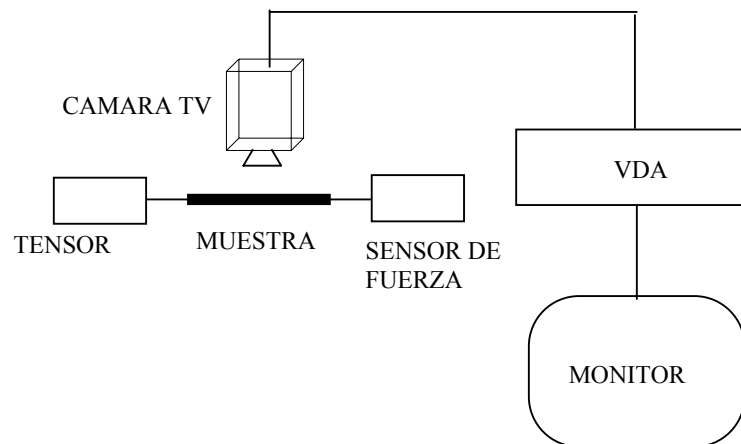 CAMARA TV
VDA
TENSOR
MUESTRA
SENSOR DE
FUERZA
MONITOR